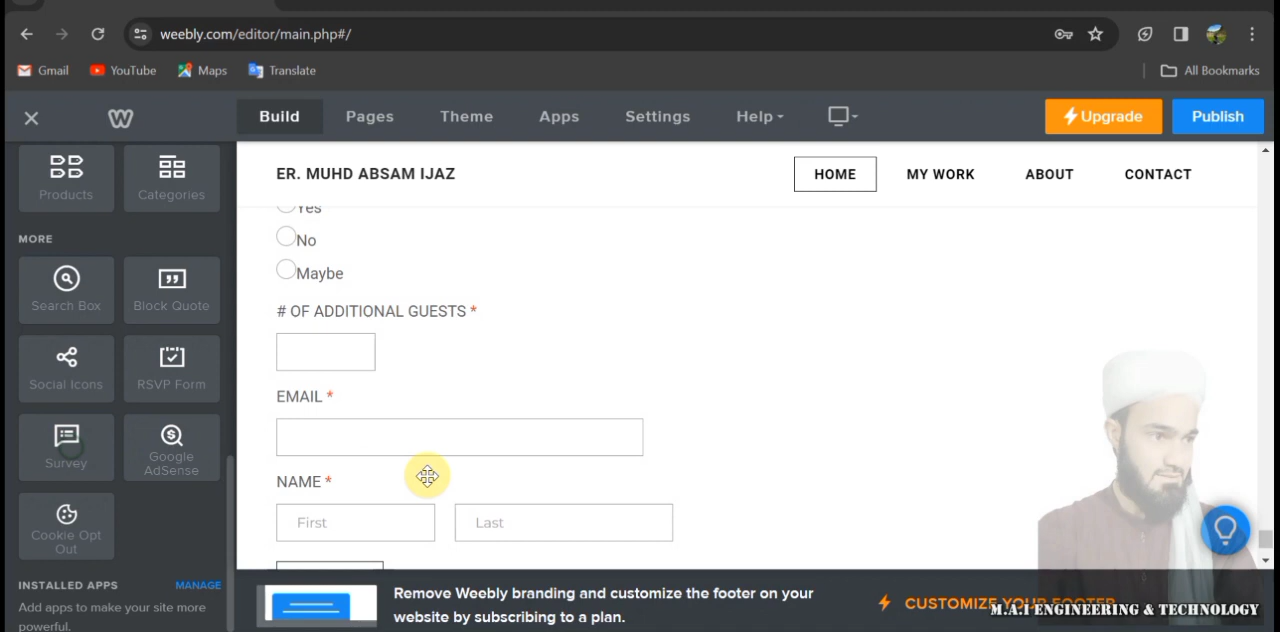 weebly.com/editor/main.php#/
Gmail
YouTube
Maps
Translate
All Bookmarks
Build
Pages
Theme
Apps
Settings
Help
Upgrade
Publish
Products
Categories
MORE
Search Box
Block Quote
Social Icons
RSVP Form
Survey
Google AdSense
Cookie Opt Out
INSTALLED APPS
MANAGE
Add apps to make your site more
powerful.
ER. MUHD ABSAM IJAZ
HOME
MY WORK
ABOUT
CONTACT
Yes
No
Maybe
# OF ADDITIONAL GUESTS *
EMAIL *
NAME *
First
Last
Remove Weebly branding and customize the footer on your
website by subscribing to a plan.
CUSTOMIZE YOUR FOOTER
M.A.I ENGINEERING & TECHNOLOGY